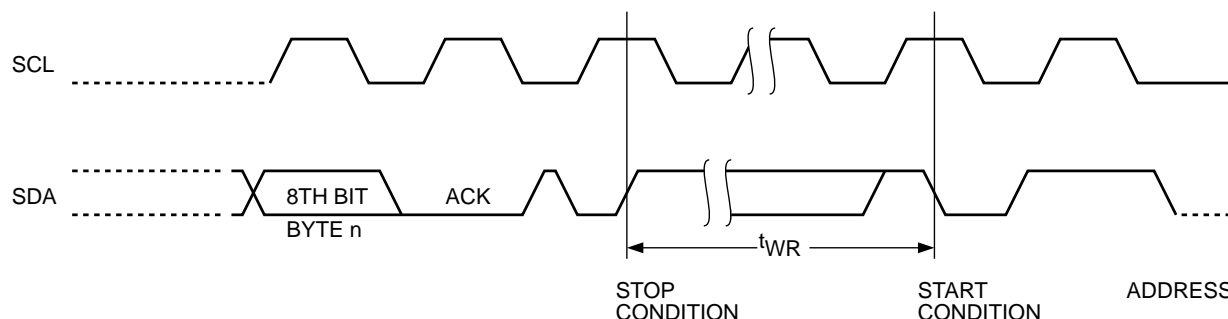 SCL
SDA
8TH BIT
ACK
BYTE n
tWR
STOP
CONDITION
START
CONDITION
ADDRESS